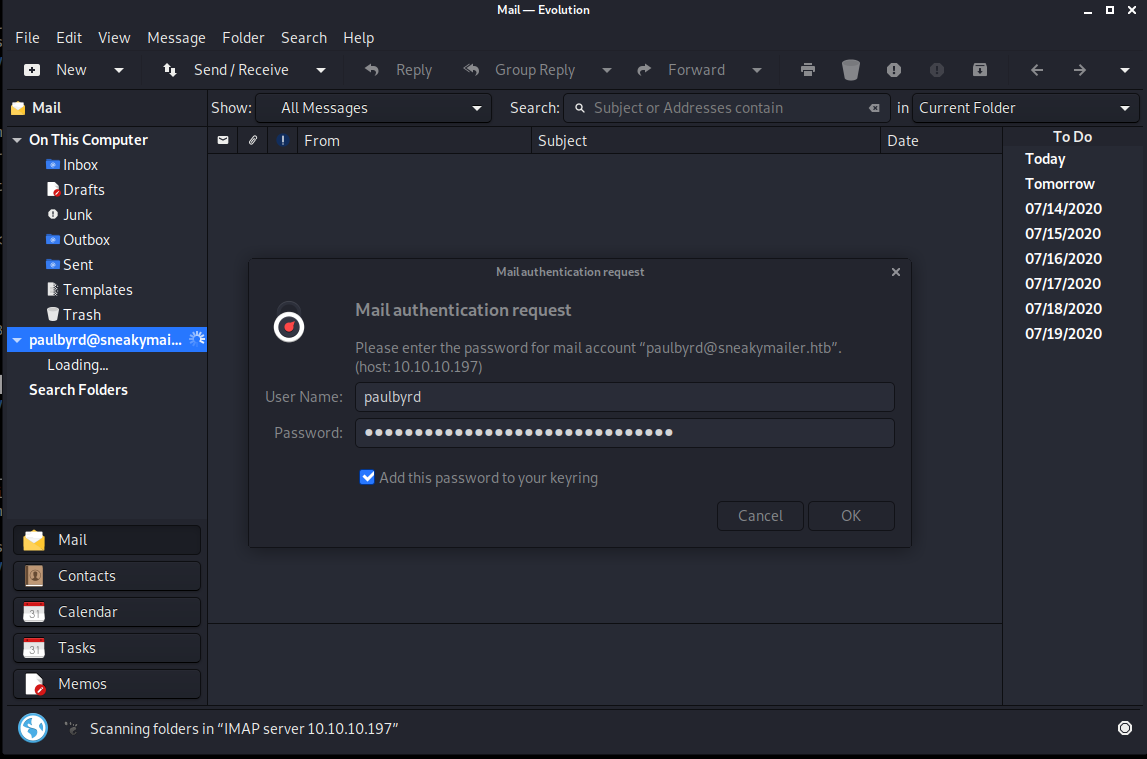 Mail — Evolution
File Edit View Message Folder Search Help
New Send / Receive Reply Group Reply Forward
Mail Show: All Messages Search: Subject or Addresses contain in Current Folder
From Subject Date
On This Computer
Inbox
Drafts
Junk
Outbox
Sent
Templates
Trash
paulbyrd@sneakymai...
Loading...
Search Folders
To Do
Today
Tomorrow
07/14/2020
07/15/2020
07/16/2020
07/17/2020
07/18/2020
07/19/2020
Mail authentication request
Mail authentication request
Please enter the password for mail account “paulbyrd@sneakymailer.htb”.
(host: 10.10.10.197)
User Name: paulbyrd
Password: ●●●●●●●●●●●●●●●●●●●●●●●●●●●●●●●
Add this password to your keyring
Cancel OK
Mail
Contacts
31 Calendar
31 Tasks
Memos
Scanning folders in “IMAP server 10.10.10.197”